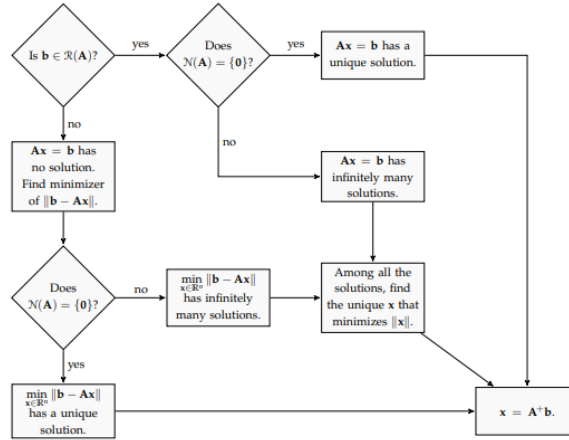 Is b ∈ ℛ(A)?
yes
Does
𝒩(A) = {0}?
yes
Ax = b has a
unique solution.
no
no
Ax = b has
no solution.
Find minimizer
of ‖b − Ax‖.
Ax = b has
infinitely many
solutions.
Does
𝒩(A) = {0}?
no
min ‖b − Ax‖
x∈ℝⁿ
has infinitely
many solutions.
Among all the
solutions, find
the unique x that
minimizes ‖x‖.
yes
min ‖b − Ax‖
x∈ℝⁿ
has a unique
solution.
x = A⁺b.